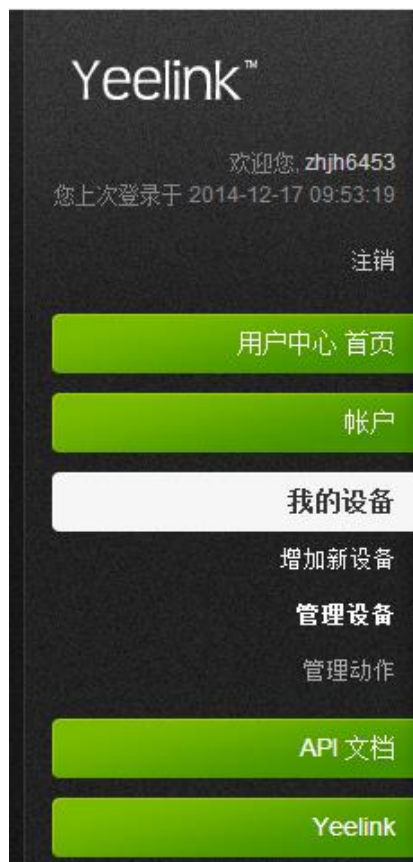 Yeelink™
欢迎您, zhjh6453
您上次登录于 2014-12-17 09:53:19
注销
用户中心 首页
帐户
我的设备
增加新设备
管理设备
管理动作
API 文档
Yeelink